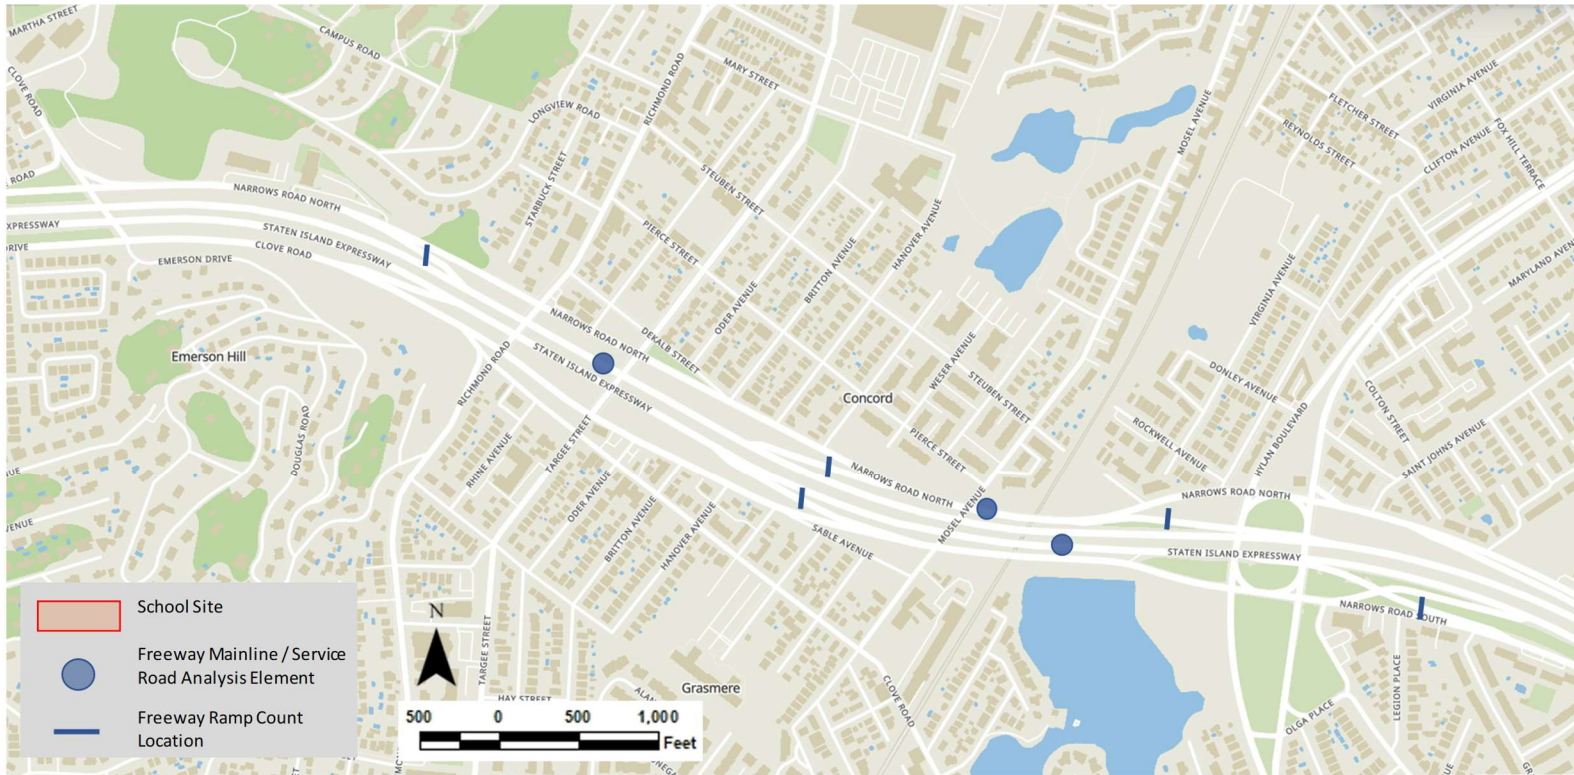 MARTHA STREET
CAMPUS ROAD
CLOVE ROAD
MARY STREET
RICHMOND ROAD
LONGVIEW ROAD
MOSEL AVENUE
VIRGINIA AVENUE
FLETCHER STREET
REYNOLDS STREET
CLIFTON AVENUE
FOX HILL TERRACE
ROAD
STARBUCK STREET
STEUBEN STREET
NARROWS ROAD NORTH
XPRESSWAY
STATEN ISLAND EXPRESSWAY
PIERCE STREET
HANOVER AVENUE
BRITTON AVENUE
DRIVE
CLOVE ROAD
EMERSON DRIVE
VIRGINIA AVENUE
MARYLAND AVEN
ODER AVENUE
NARROWS ROAD NORTH
DEKALB STREET
Emerson Hill
RICHMOND ROAD
STATEN ISLAND EXPRESSWAY
WESER AVENUE
STEUBEN STREET
DONLEY AVENUE
Concord
COLTON STREET
DOUGLAS ROAD
RHINE AVENUE
TARGEE STREET
PIERCE STREET
ROCKWELL AVENUE
HYLAN BOULEVARD
SAINT JOHNS AVENUE
UE
ODER AVENUE
BRITTON AVENUE
HANOVER AVENUE
NARROWS ROAD NORTH
MOSEL AVENUE
NARROWS ROAD NORTH
VENUE
SABLE AVENUE
STATEN ISLAND EXPRESSWAY
School Site
N
NARROWS ROAD SOUTH
TARGEE STREET
Freeway Mainline / Service
Road Analysis Element
Grasmere
HAY STREET
ALAN
CLOVE ROAD
LEGION PLACE
OLGA PLACE
Freeway Ramp Count
Location
500 0 500 1,000
Feet